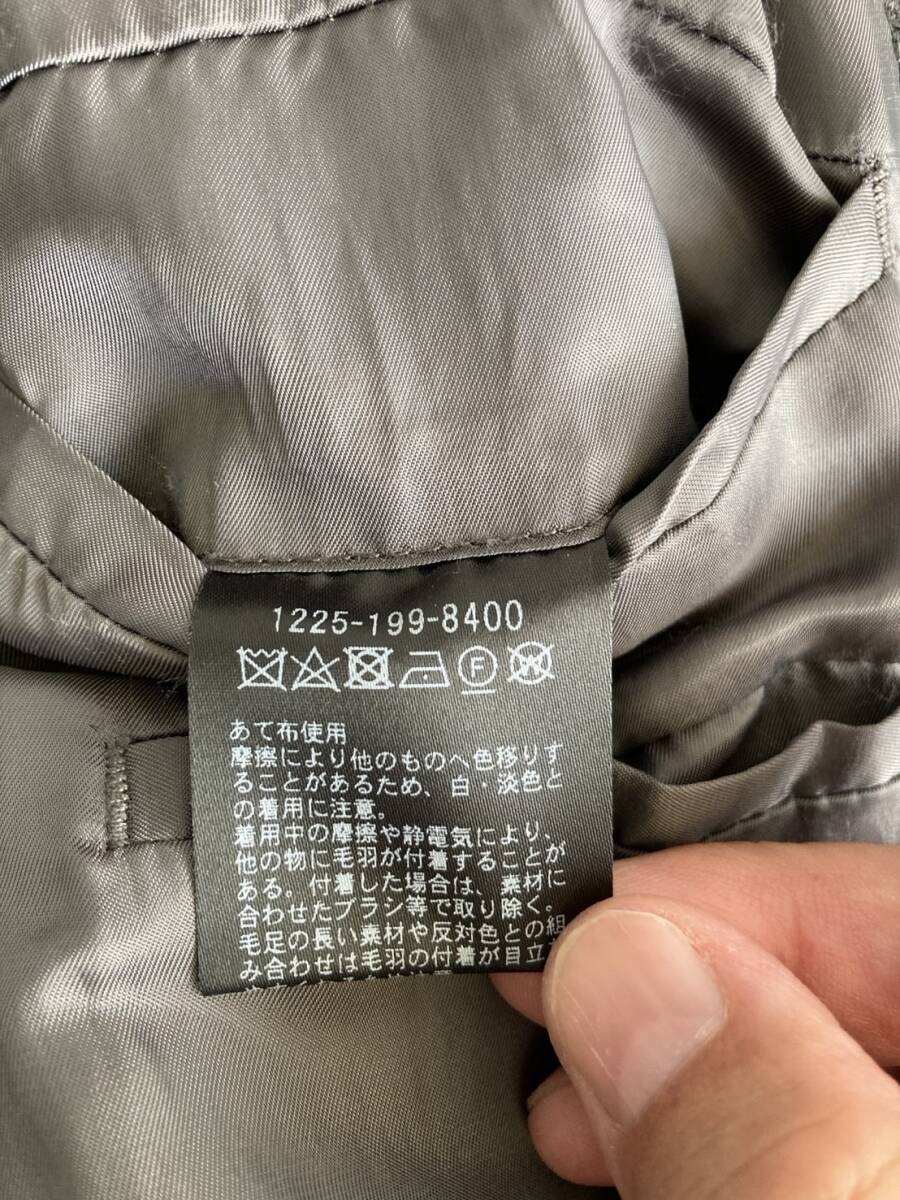 1225-199-8400
F W
あて布使用
摩擦により他のものへ色移りす
ることがあるため、白・淡色と
の着用に注意。
着用中の摩擦や静電気により、
他の物に毛羽が付着することが
ある。付着した場合は、素材に
合わせたブラシ等で取り除く。
毛足の長い素材や反対色との組
み合わせは毛羽の付着が目立